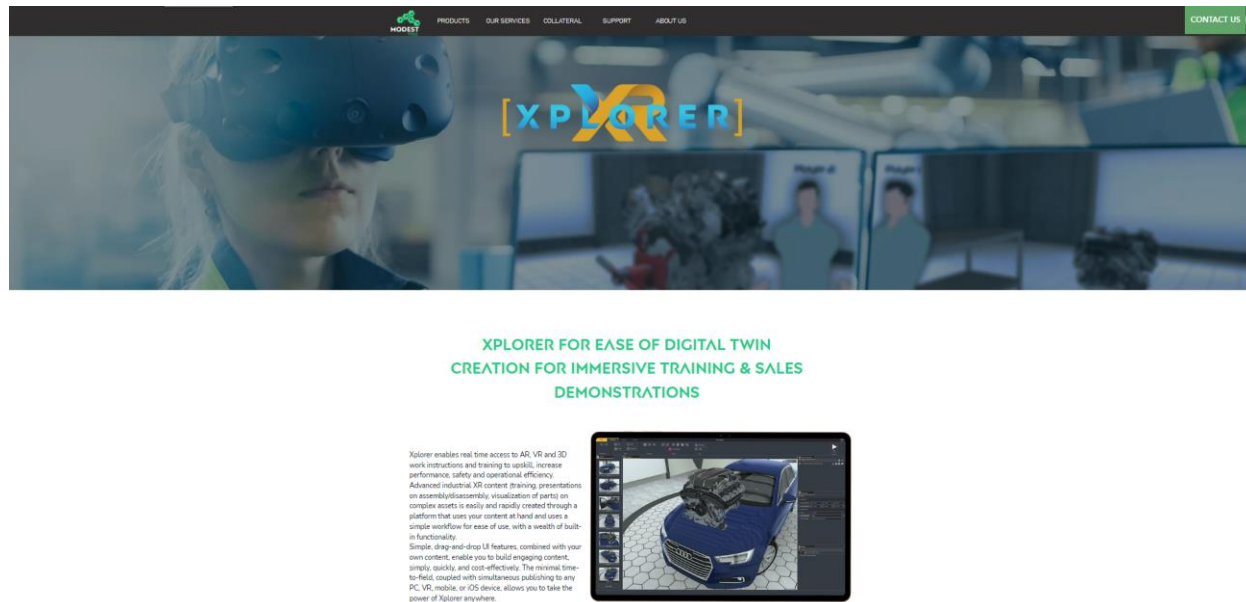 MODEST
PRODUCTS
OUR SERVICES
COLLATERAL
SUPPORT
ABOUT US
CONTACT US
[XPLORER]
Player 2
XPLORER FOR EASE OF DIGITAL TWIN
CREATION FOR IMMERSIVE TRAINING & SALES
DEMONSTRATIONS
Xplorer enables real time access to AR, VR and 3D
work instructions and training to upskill, increase
performance, safety and operational efficiency.
Advanced industrial XR content (training, presentations
on assembly/disassembly, visualization of parts) on
complex assets is easily and rapidly created through a
platform that uses your content at hand and uses a
simple workflow for ease of use, with a wealth of built-
in functionality.
Simple, drag-and-drop UI features, combined with your
own content, enable you to build engaging content,
simply, quickly, and cost-effectively. The minimal time-
to-field, coupled with simultaneous publishing to any
PC, VR, mobile, or iOS device, allows you to take the
power of Xplorer anywhere.